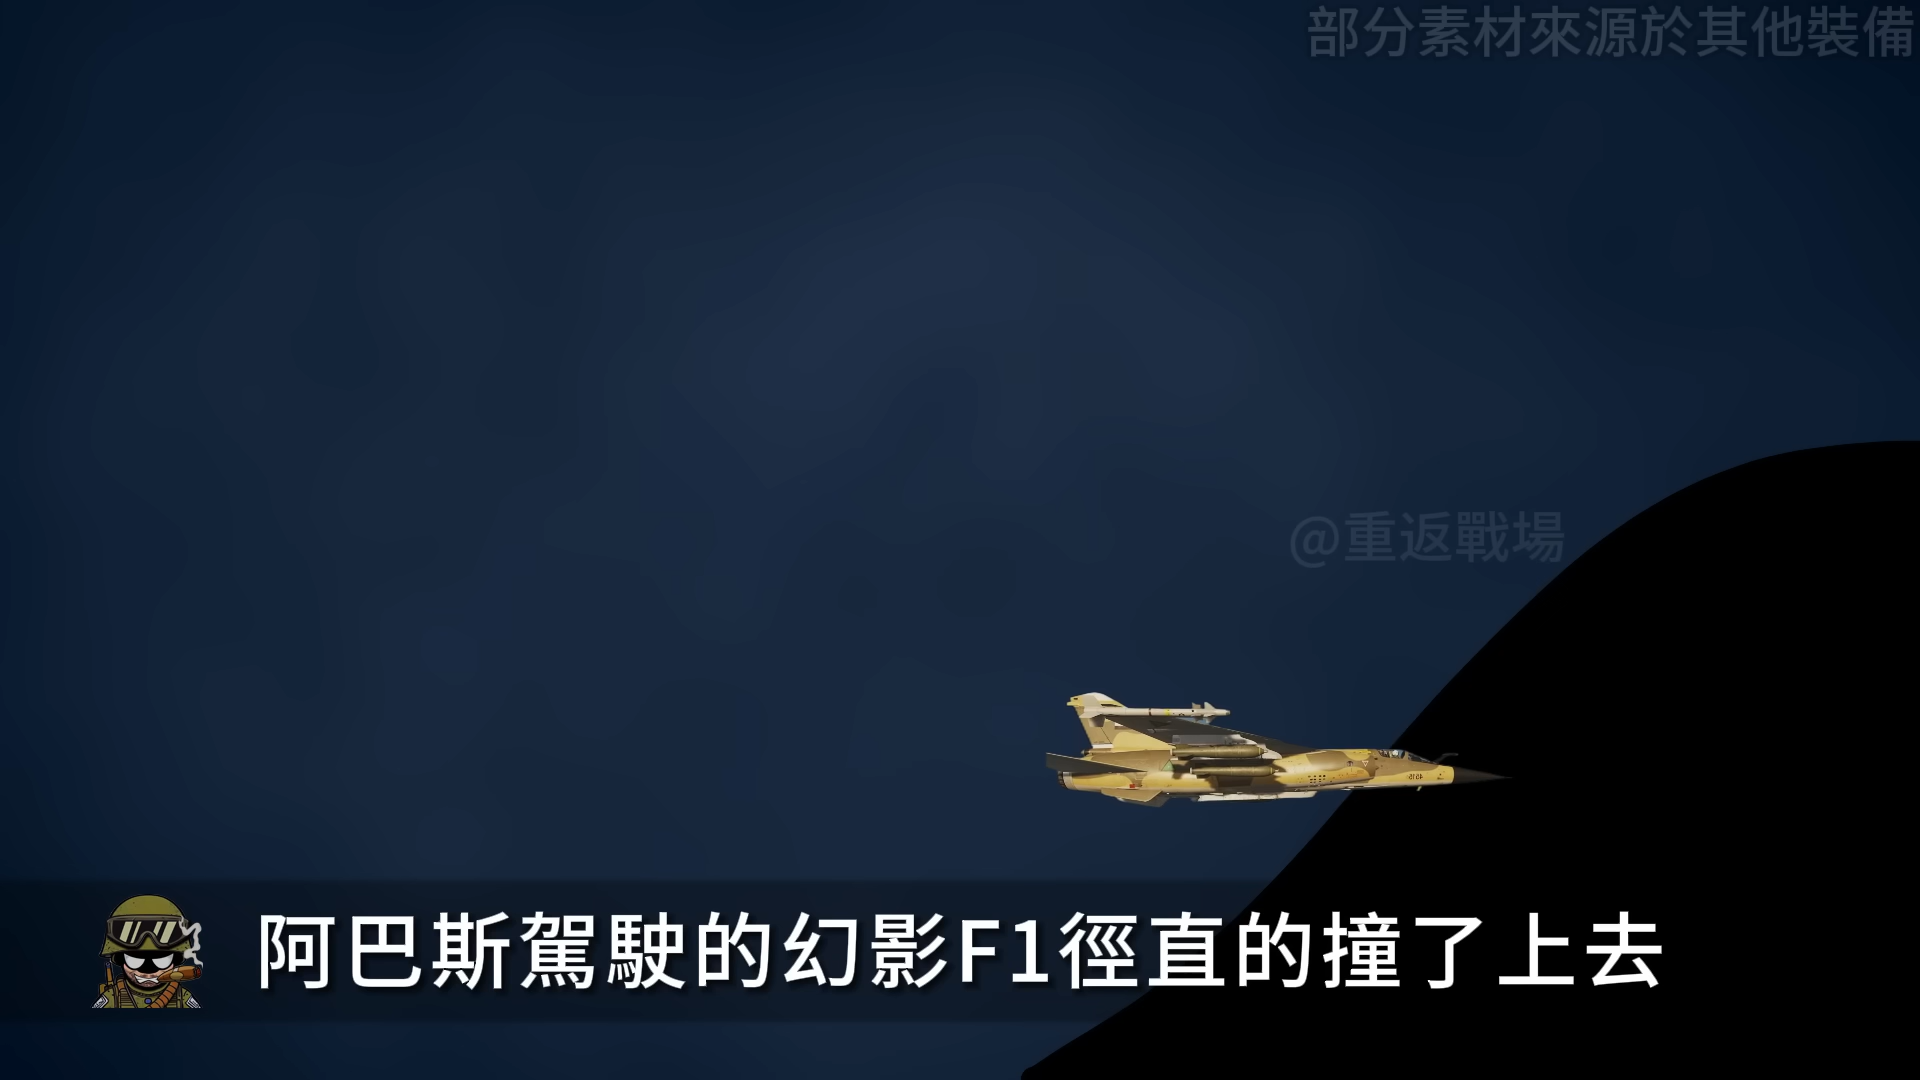 部分素材來源於其他裝備
@重返戰場
阿巴斯駕駛的幻影F1徑直的撞了上去